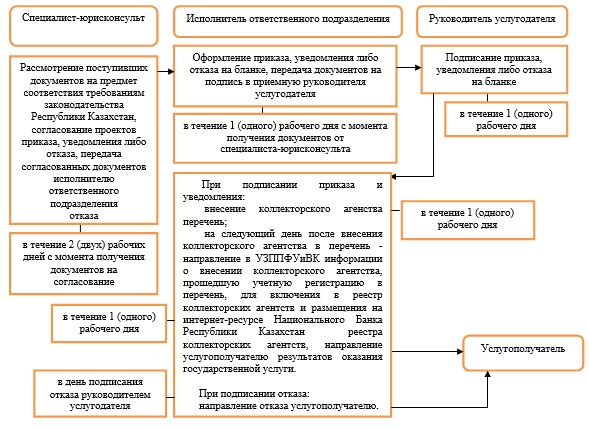 Специалист-юрисконсульт
Исполнитель ответственного подразделения
Руководитель услугодателя
Рассмотрение поступивших
документов на предмет
соответствия требованиям
законодательства
Республики Казахстан,
согласование проектов
приказа, уведомления либо
отказа, передача
согласованных документов
исполнителю
ответственного
подразделения
отказа
Оформление приказа, уведомления либо
отказа на бланке, передача документов на
подпись в приемную руководителя
услугодателя
Подписание приказа,
уведомления либо отказа
на бланке
в течение 1 (одного) рабочего дня с момента
получения документов от
специалиста-юрисконсульта
в течение 1 (одного)
рабочего дня
При подписании приказа и
уведомления:
внесение коллекторского агенства
перечень;
на следующий день после внесения
коллекторского агентства в перечень -
направление в УЗППФУиВК информации
о внесении коллекторского агентства,
прошедшую учетную регистрацию в
перечень, для включения в реестр
коллекторских агентств и размещения на
интернет-ресурсе Национального Банка
Республики Казахстан реестра
коллекторских агентств, направление
услугополучателю результатов оказания
государственной услуги.
При подписании отказа:
направление отказа услугополучателю.
в течение 1 (одного)
рабочего дня
в течение 2 (двух) рабочих
дней с момента получения
документов на
согласование
в течение 1 (одного)
рабочего дня
Услугополучатель
в день подписания
отказа руководителем
услугодателя